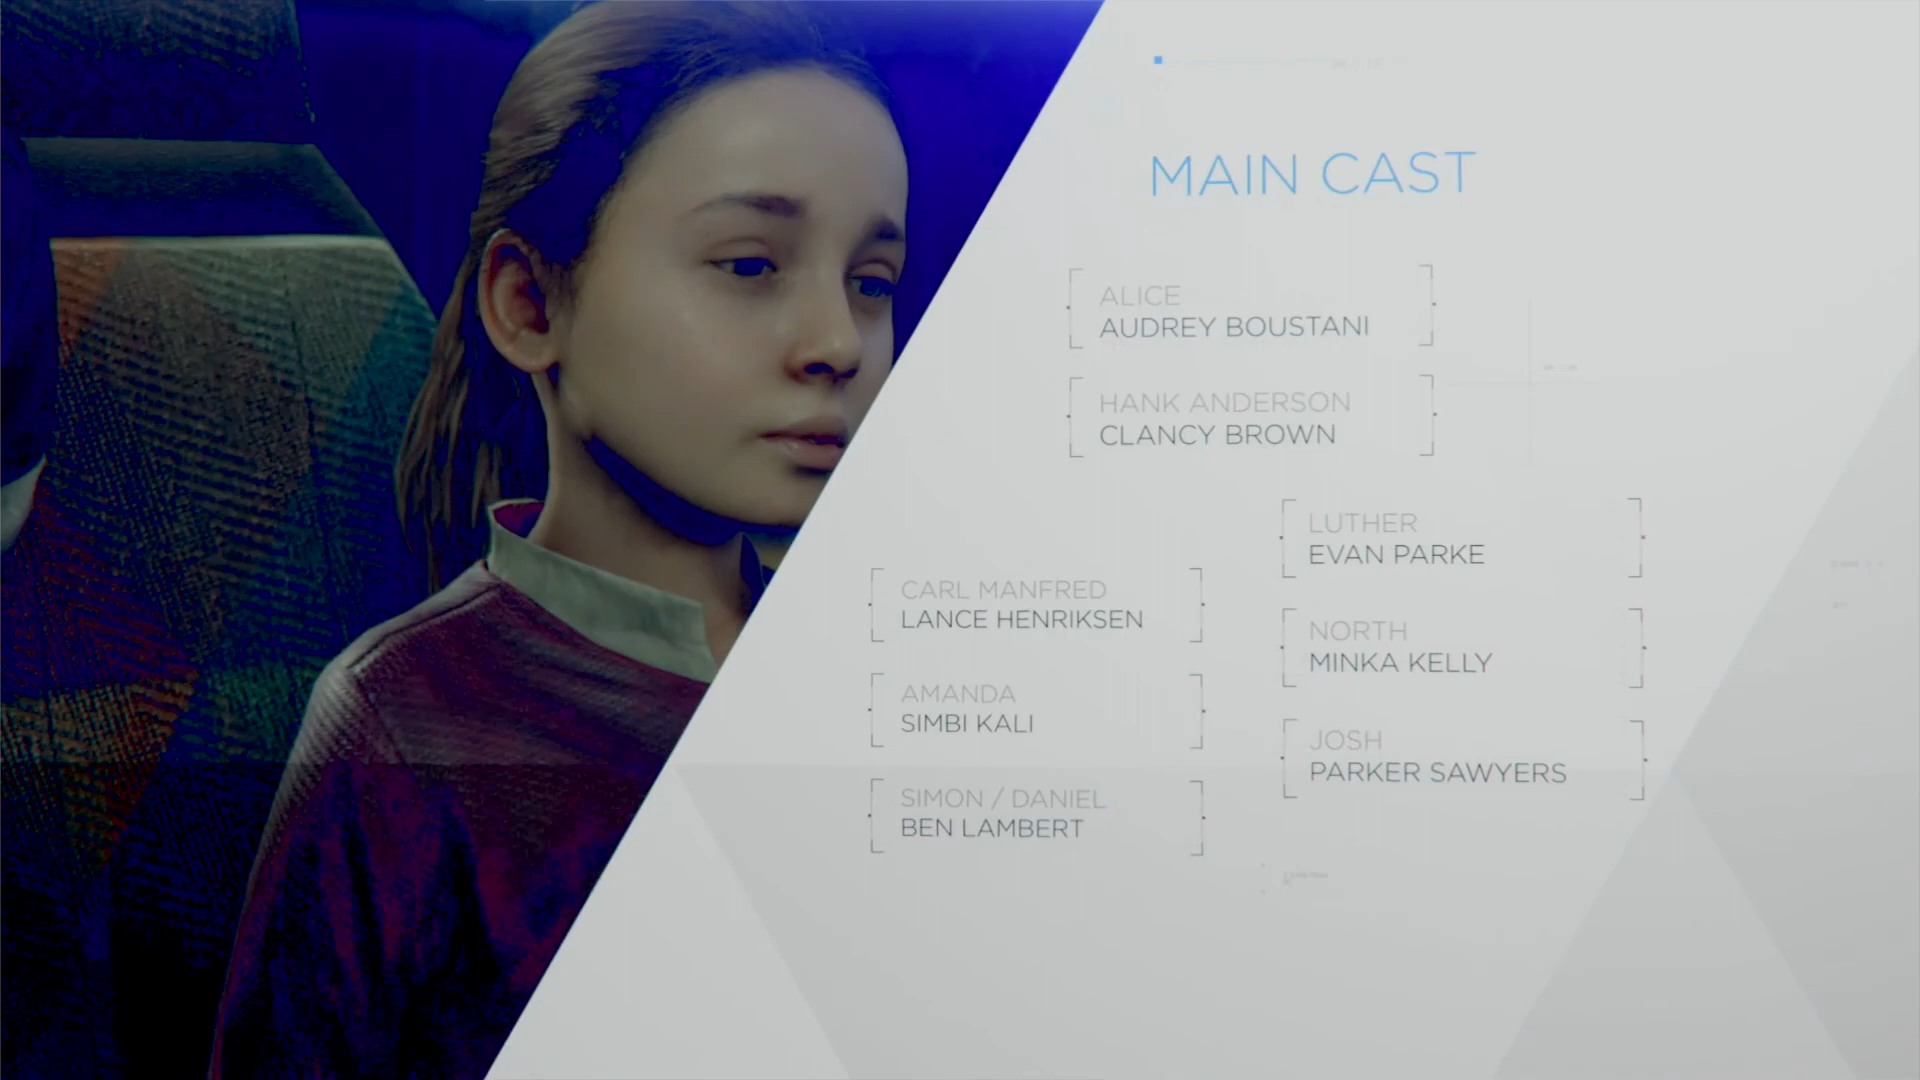 MAIN CAST
ALICE
AUDREY BOUSTANI
HANK ANDERSON
CLANCY BROWN
LUTHER
EVAN PARKE
NORTH
MINKA KELLY
JOSH
PARKER SAWYERS
CARL MANFRED
LANCE HENRIKSEN
AMANDA
SIMBI KALI
SIMON / DANIEL
BEN LAMBERT